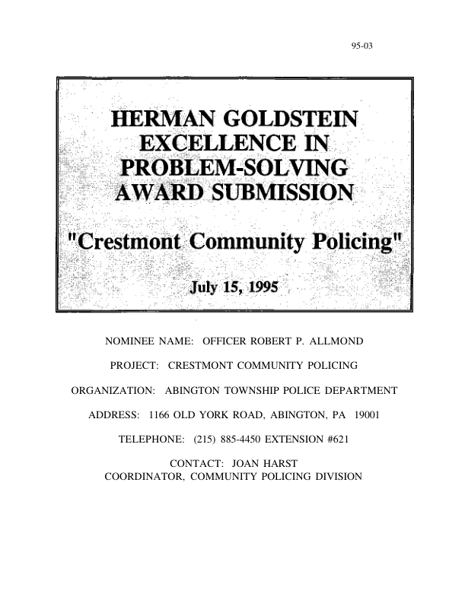 95-03
HERMAN GOLDSTEIN
EXCELLENCE IN
PROBLEM-SOLVING
AWARD SUBMISSION
"Crestmont Community Policing"
July 15, 1995
NOMINEE NAME: OFFICER ROBERT P. ALLMOND
PROJECT: CRESTMONT COMMUNITY POLICING
ORGANIZATION: ABINGTON TOWNSHIP POLICE DEPARTMENT
ADDRESS: 1166 OLD YORK ROAD, ABINGTON, PA 19001
TELEPHONE: (215) 885-4450 EXTENSION #621
CONTACT: JOAN HARST
COORDINATOR, COMMUNITY POLICING DIVISION